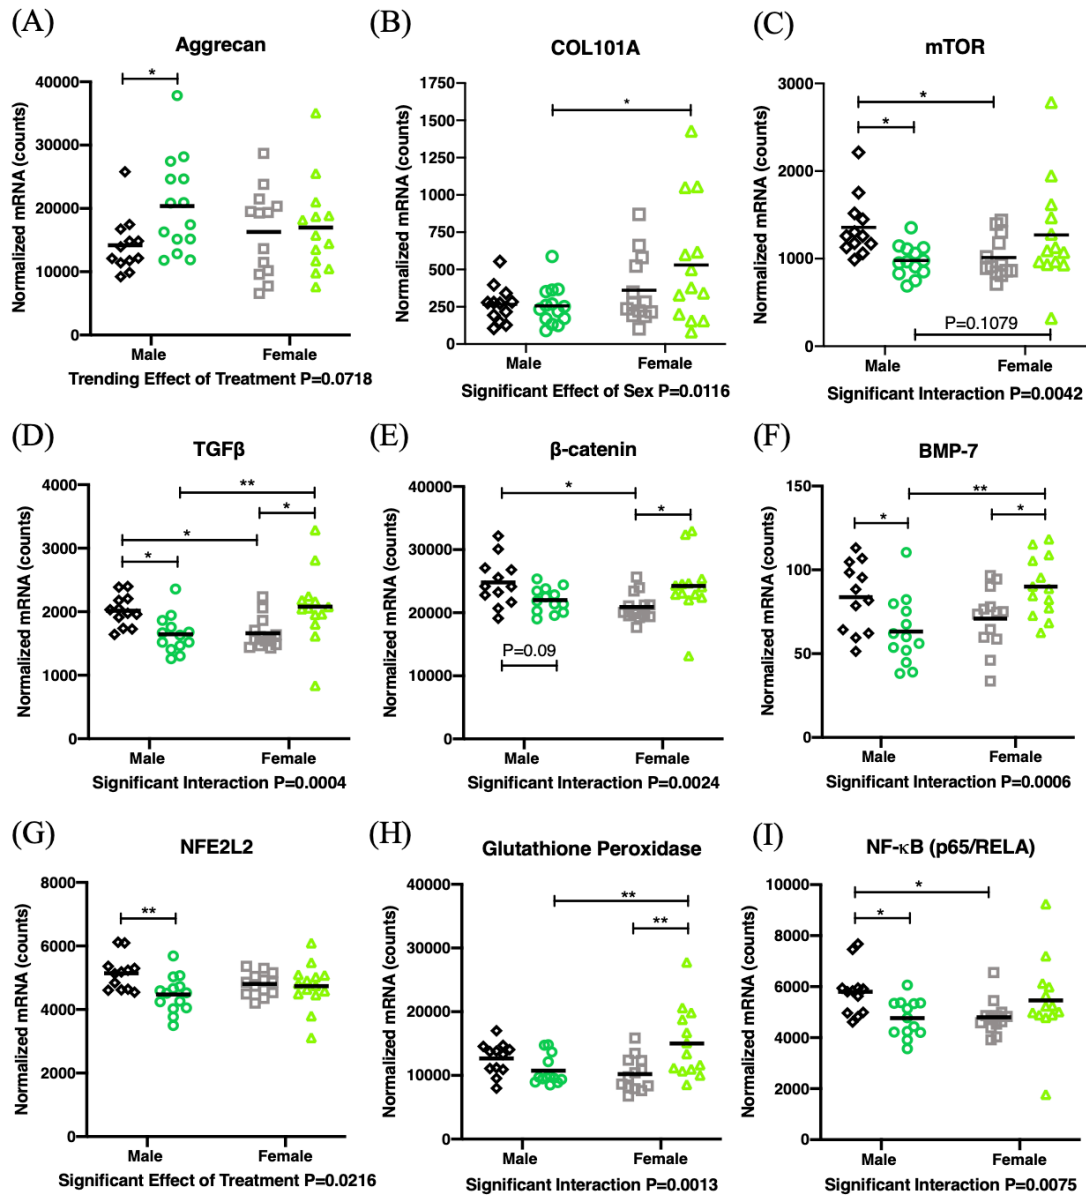 (A)
Aggrecan
Normalized mRNA (counts)
40000
30000
20000
10000
0
*
Male
Female
Trending Effect of Treatment P=0.0718
(B)
COL101A
Normalized mRNA (counts)
1750
1500
1250
1000
750
500
250
0
*
Male
Female
Significant Effect of Sex P=0.0116
(C)
mTOR
Normalized mRNA (counts)
3000
2000
1000
0
*
*
P=0.1079
Male
Female
Significant Interaction P=0.0042
(D)
TGFβ
Normalized mRNA (counts)
4000
3000
2000
1000
0
**
*
*
*
Male
Female
Significant Interaction P=0.0004
(E)
β-catenin
Normalized mRNA (counts)
40000
30000
20000
10000
0
*
*
P=0.09
Male
Female
Significant Interaction P=0.0024
(F)
BMP-7
Normalized mRNA (counts)
150
100
50
0
**
*
*
Male
Female
Significant Interaction P=0.0006
(G)
NFE2L2
Normalized mRNA (counts)
8000
6000
4000
2000
0
**
Male
Female
Significant Effect of Treatment P=0.0216
(H)
Glutathione Peroxidase
Normalized mRNA (counts)
40000
30000
20000
10000
0
**
**
Male
Female
Significant Interaction P=0.0013
(I)
NF-κB (p65/RELA)
Normalized mRNA (counts)
10000
8000
6000
4000
2000
0
*
*
Male
Female
Significant Interaction P=0.0075